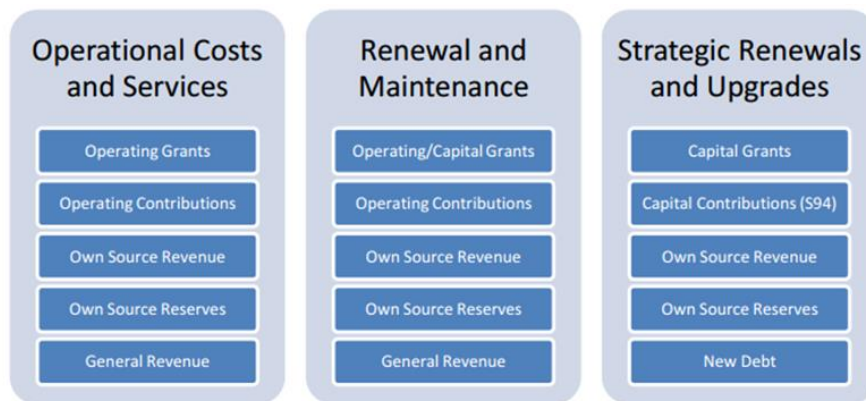 Operational Costs
and Services
Operating Grants
Operating Contributions
Own Source Revenue
Own Source Reserves
General Revenue
Renewal and
Maintenance
Operating/Capital Grants
Operating Contributions
Own Source Revenue
Own Source Reserves
General Revenue
Strategic Renewals
and Upgrades
Capital Grants
Capital Contributions (S94)
Own Source Revenue
Own Source Reserves
New Debt